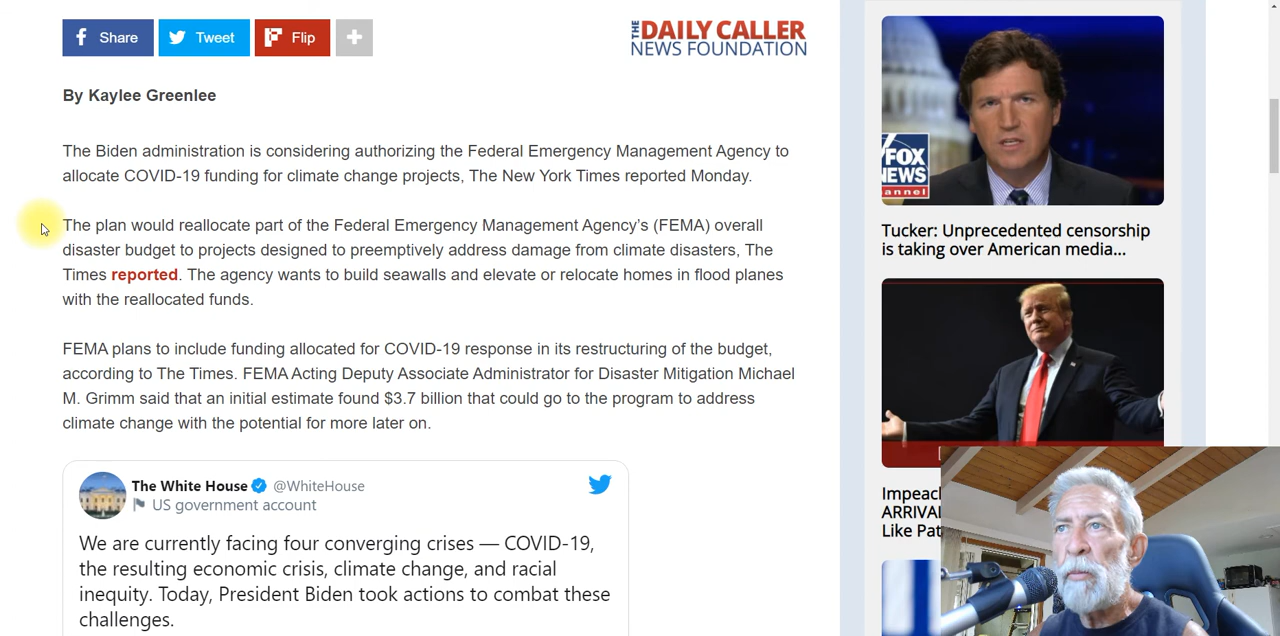 Share
Tweet
Flip
THE DAILY CALLER
NEWS FOUNDATION
By Kaylee Greenlee
The Biden adminitration is considering authorizing the Federal Emergency Management Agency to
allocate COVID-19 funding for climate change projects, The New York Times reported Monday.
The plan would reallocate part of the Federal Emergency Management Agency’s (FEMA) overall
disaster budget to projects designed to preemptively address damage from climate disasters, The
Times reported. The agency wants to build seawalls and elevate or relocate homes in flood planes
with the reallocated funds.
FEMA plans to include funding allocated for COVID-19 response in its restructuring of the budget,
according to The Times. FEMA Acting Deputy Associate Administrator for Disaster Mitigation Michael
M. Grimm said that an initial estimate found $3.7 billion that could go to the program to address
climate change with the potential for more later on.
The White House @WhiteHouse
US government account
We are currently facing four converging crises — COVID-19,
the resulting economic crisis, climate change, and racial
inequity. Today, President Biden took actions to combat these
challenges.
FOX
NEWS
annel
Tucker: Unprecedented censorship
is taking over American media...
Impeac
ARRIVA
Like Pat